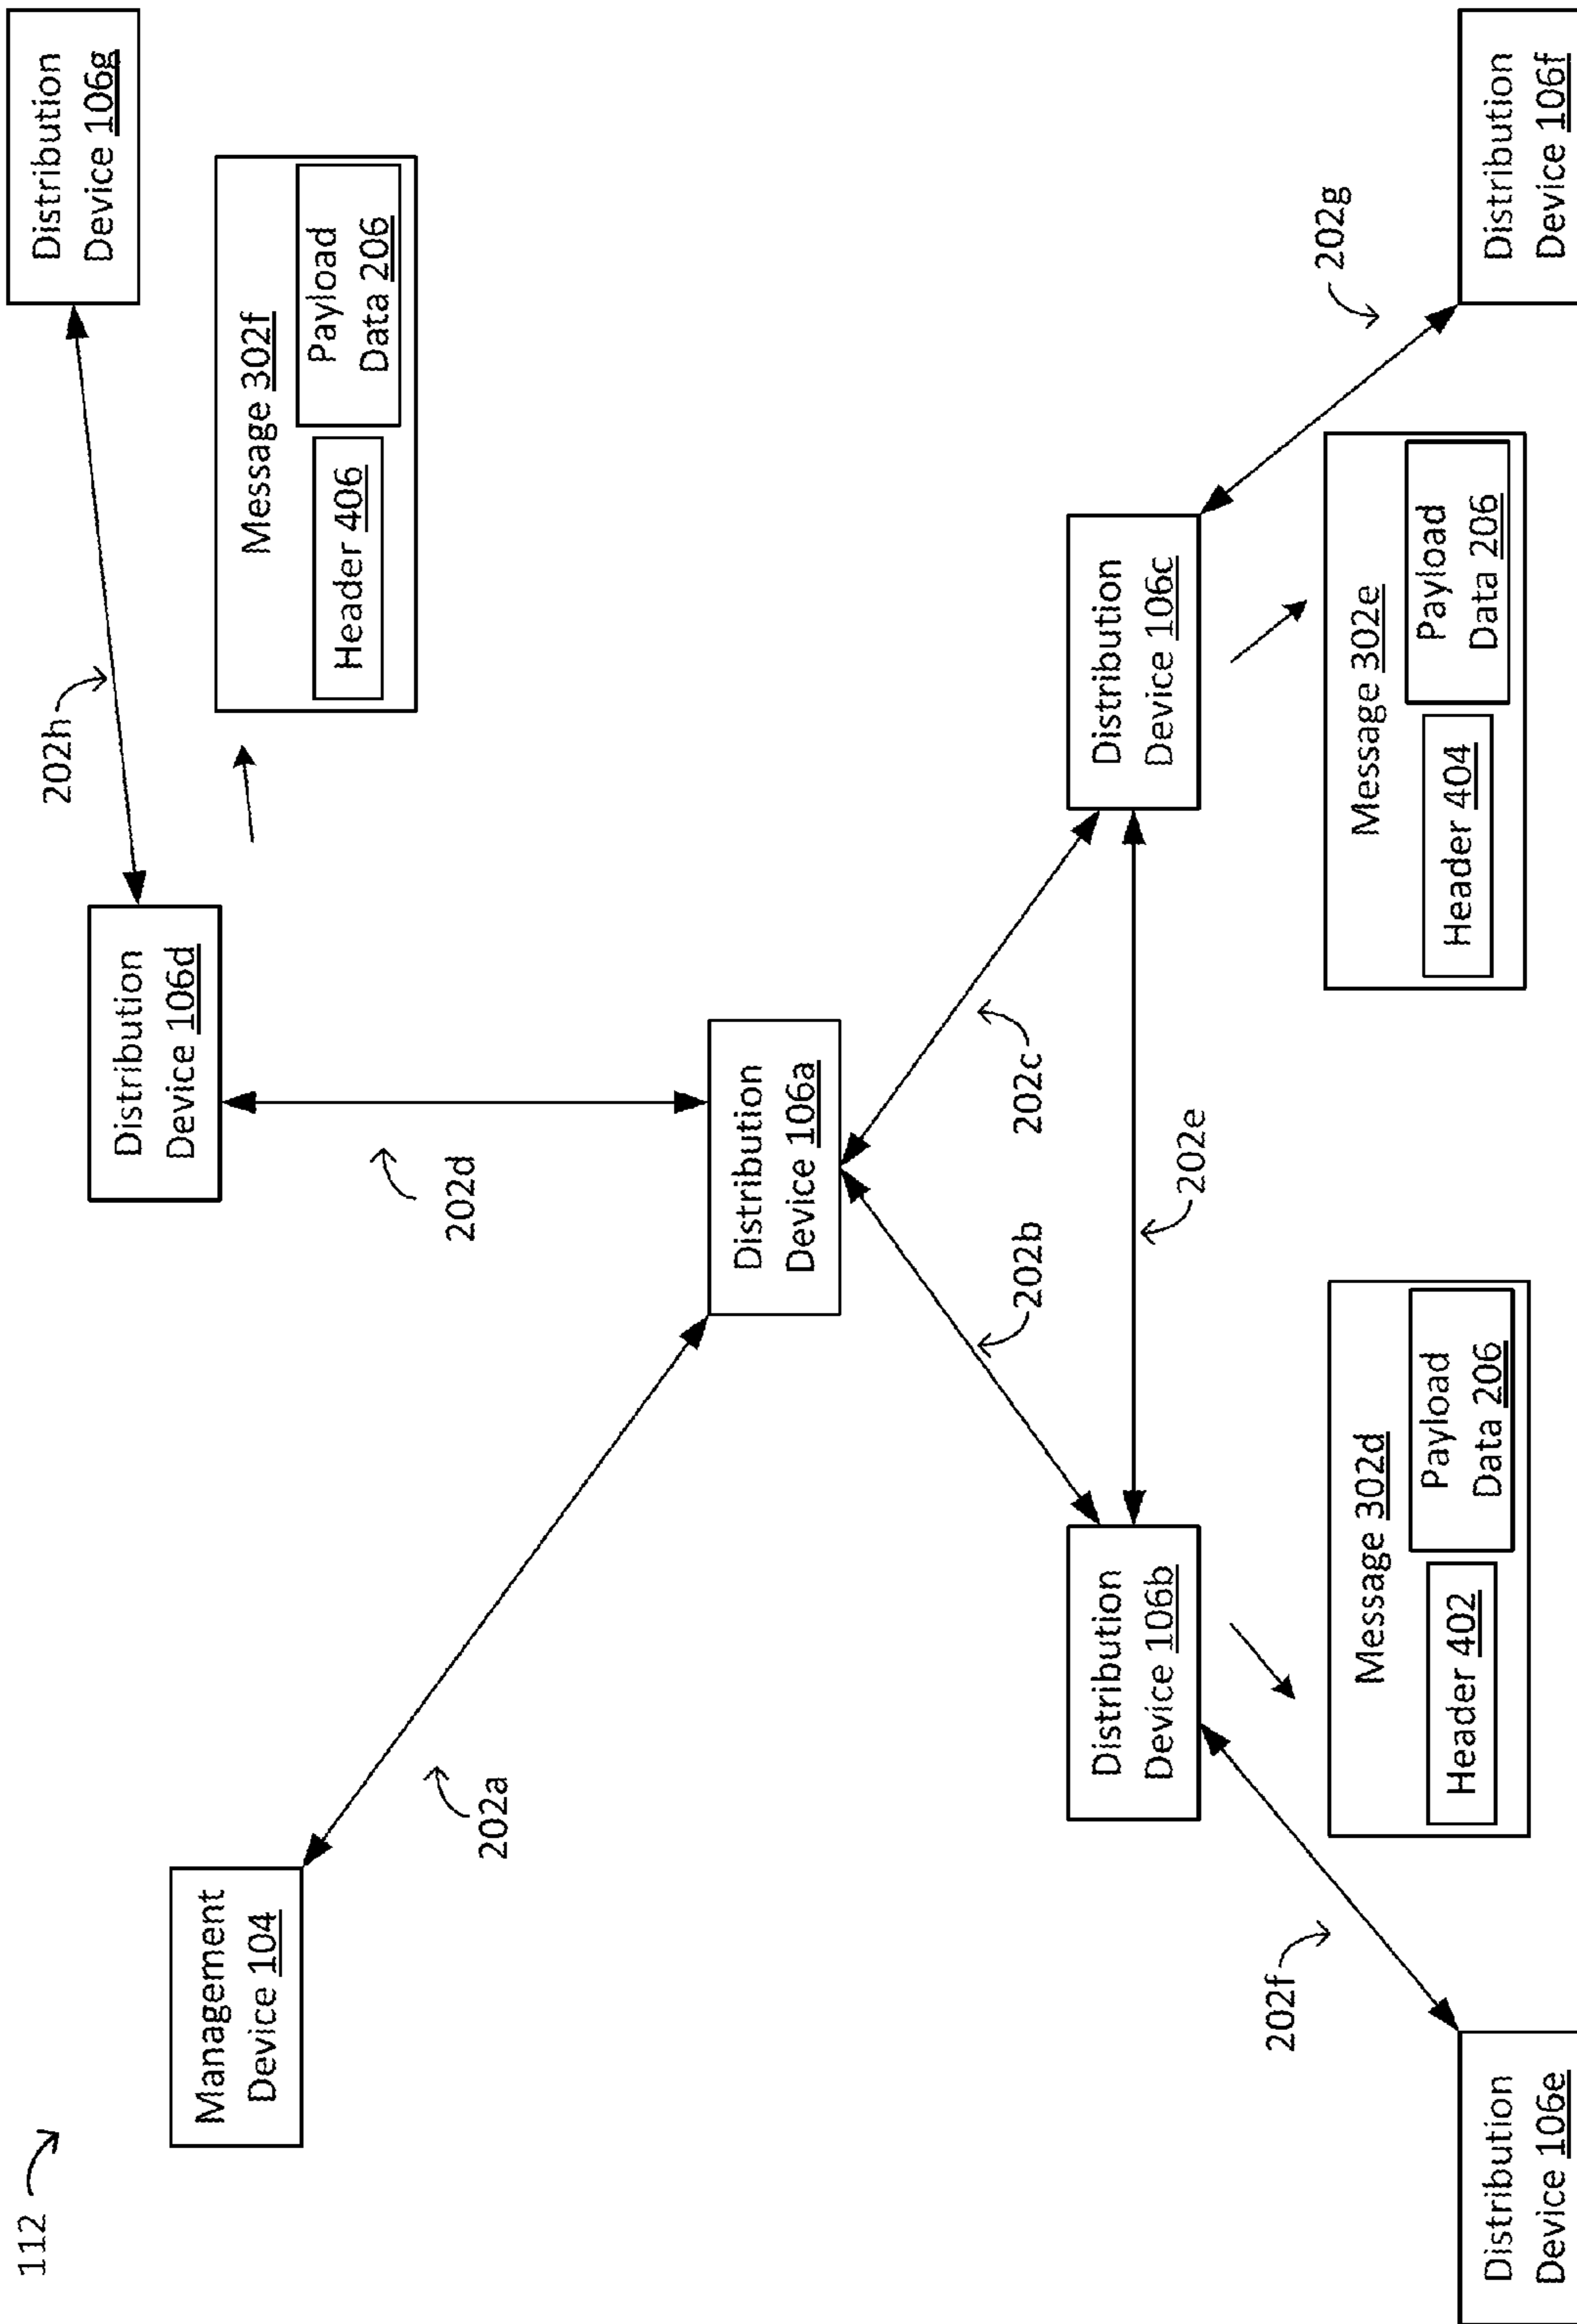 112
Management
Device 104
202a
Distribution
Device 106d
202d
202h
Distribution
Device 106g
Message 302f
Header 406
Payload
Data 206
Distribution
Device 106a
202b
202c
202e
Distribution
Device 106b
Distribution
Device 106c
202f
202g
Message 302d
Header 402
Payload
Data 206
Message 302e
Header 404
Payload
Data 206
Distribution
Device 106e
Distribution
Device 106f